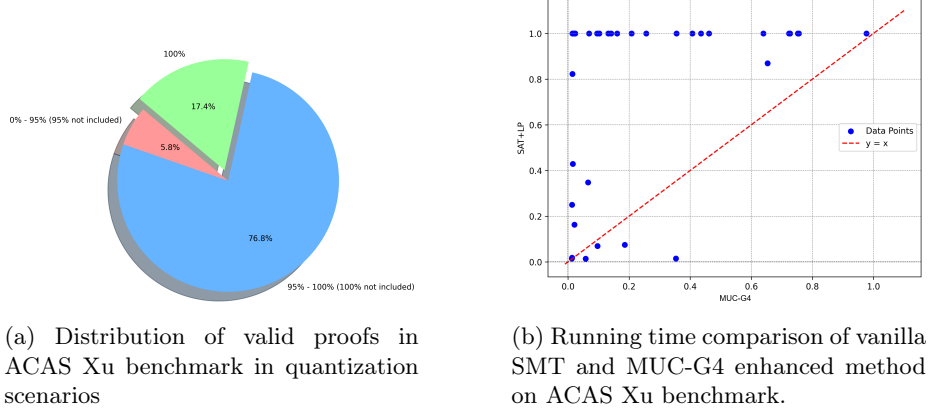 100%
17.4%
0% - 95% (95% not included)
5.8%
76.8%
95% - 100% (100% not included)
(a) Distribution of valid proofs in
ACAS Xu benchmark in quantization
scenarios
SAT+LP
1.0
0.8
0.6
0.4
0.2
0.0
Data Points
y = x
0.0 0.2 0.4 0.6 0.8 1.0
MUC-G4
(b) Running time comparison of vanilla
SMT and MUC-G4 enhanced method
on ACAS Xu benchmark.